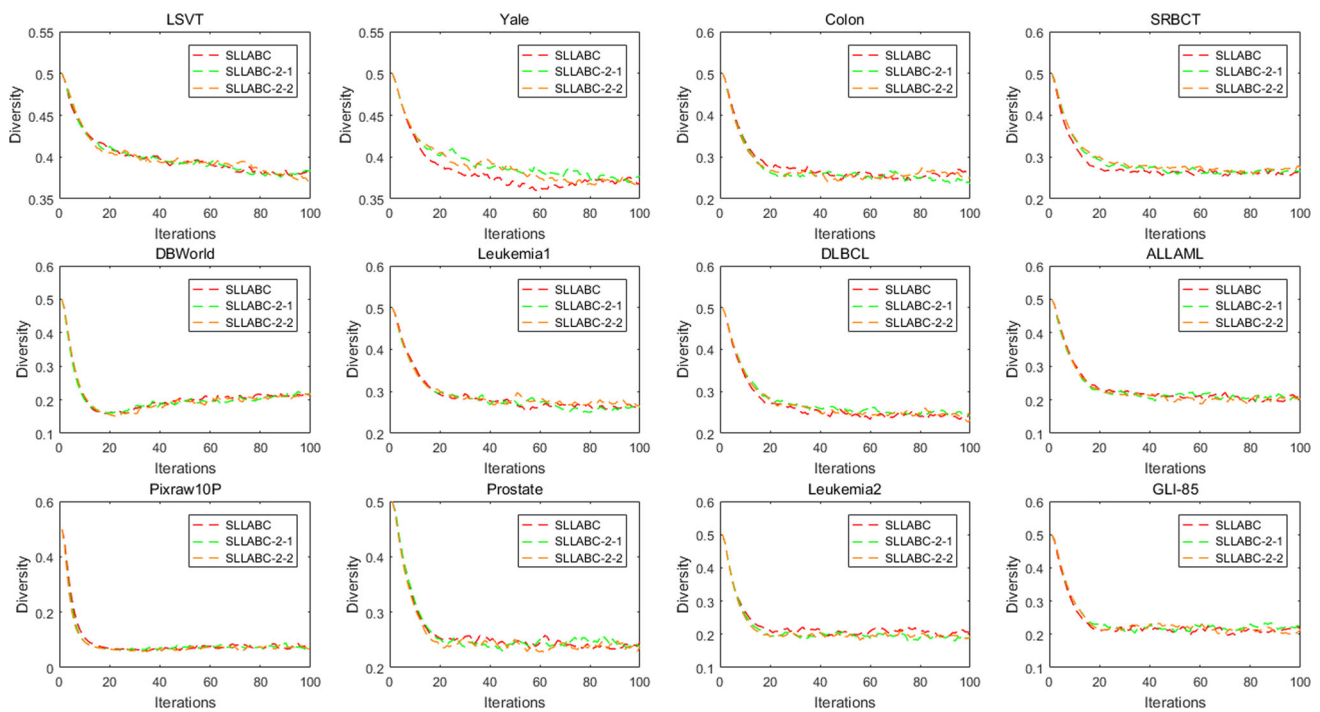 LSVT
0.55
0.5
0.45
0.4
0.35
Diversity
SLLABC
SLLABC-2-1
SLLABC-2-2
0 20 40 60 80 100
Iterations
Yale
0.55
0.5
0.45
0.4
0.35
Diversity
SLLABC
SLLABC-2-1
SLLABC-2-2
0 20 40 60 80 100
Iterations
Colon
0.6
0.5
0.4
0.3
0.2
Diversity
SLLABC
SLLABC-2-1
SLLABC-2-2
0 20 40 60 80 100
Iterations
SRBCT
0.6
0.5
0.4
0.3
0.2
Diversity
SLLABC
SLLABC-2-1
SLLABC-2-2
0 20 40 60 80 100
Iterations
DBWorld
0.6
0.5
0.4
0.3
0.2
0.1
Diversity
SLLABC
SLLABC-2-1
SLLABC-2-2
0 20 40 60 80 100
Iterations
Leukemia1
0.6
0.5
0.4
0.3
0.2
Diversity
SLLABC
SLLABC-2-1
SLLABC-2-2
0 20 40 60 80 100
Iterations
DLBCL
0.6
0.5
0.4
0.3
0.2
Diversity
SLLABC
SLLABC-2-1
SLLABC-2-2
0 20 40 60 80 100
Iterations
ALLAML
0.6
0.5
0.4
0.3
0.2
0.1
Diversity
SLLABC
SLLABC-2-1
SLLABC-2-2
0 20 40 60 80 100
Iterations
Pixraw10P
0.6
0.4
0.2
0
Diversity
SLLABC
SLLABC-2-1
SLLABC-2-2
0 20 40 60 80 100
Iterations
Prostate
0.5
0.4
0.3
0.2
Diversity
SLLABC
SLLABC-2-1
SLLABC-2-2
0 20 40 60 80 100
Iterations
Leukemia2
0.6
0.5
0.4
0.3
0.2
0.1
Diversity
SLLABC
SLLABC-2-1
SLLABC-2-2
0 20 40 60 80 100
Iterations
GLI-85
0.6
0.5
0.4
0.3
0.2
0.1
Diversity
SLLABC
SLLABC-2-1
SLLABC-2-2
0 20 40 60 80 100
Iterations